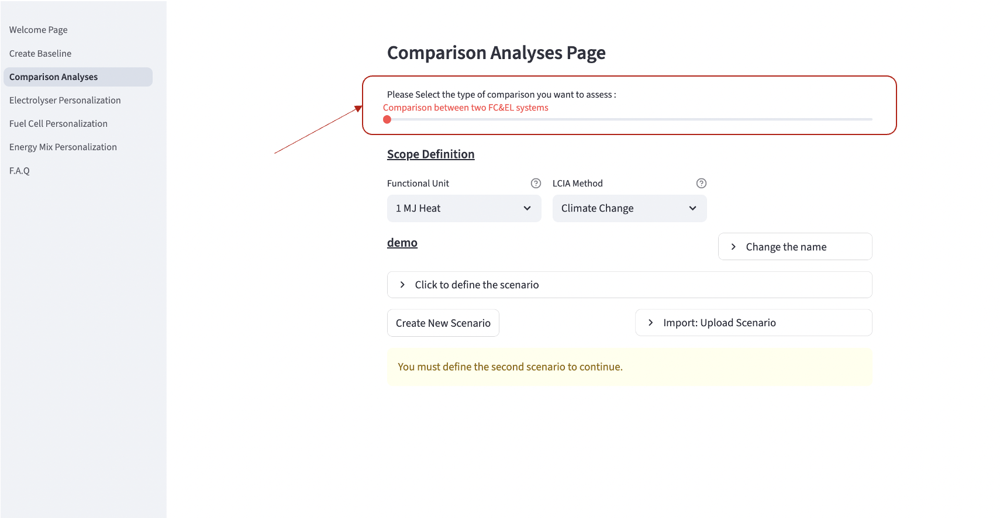 Welcome Page
Create Baseline
Comparison Analyses
Electrolyser Personalization
Fuel Cell Personalization
Energy Mix Personalization
F.A.Q
Comparison Analyses Page
Please Select the type of comparison you want to assess :
Comparison between two FC&EL systems
Scope Definition
Functional Unit
LCIA Method
1 MJ Heat
Climate Change
demo
Change the name
Click to define the scenario
Create New Scenario
Import: Upload Scenario
You must define the second scenario to continue.